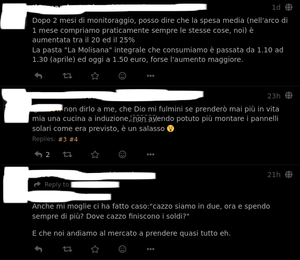 1d
Dopo 2 mesi di monitoraggio, posso dire che la spesa media (nell'arco di
1 mese compriamo praticamente sempre le stesse cose, noi) è
aumentata tra il 20 ed il 25%
La pasta "La Molisana" integrale che consumiamo è passata da 1.10 ad
1.30 (aprile) ed oggi a 1.50 euro, forse l'aumento maggiore.
23h
non dirlo a me, che Dio mi fulmini se prenderò mai più in vita
mia una cucina a induzione, non avendo potuto più montare i pannelli
solari come era previsto, è un salasso 😯
Replies: #3 #4
2
21h
Reply to
Anche mi moglie ci ha fatto caso:"cazzo siamo in due, ora e spendo
sempre di più? Dove cazzo finiscono i soldi?"
E che noi andiamo al mercato a prendere quasi tutto eh.